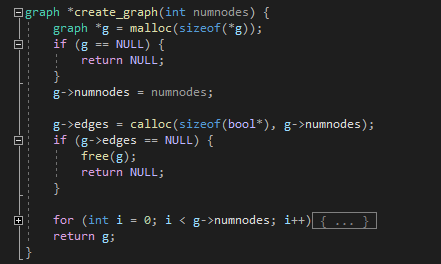 graph *create_graph(int numnodes) {
    graph *g = malloc(sizeof(*g));
    if (g == NULL) {
        return NULL;
    }
    g->numnodes = numnodes;

    g->edges = calloc(sizeof(bool*), g->numnodes);
    if (g->edges == NULL) {
        free(g);
        return NULL;
    }

    for (int i = 0; i < g->numnodes; i++) { ... }
    return g;
}